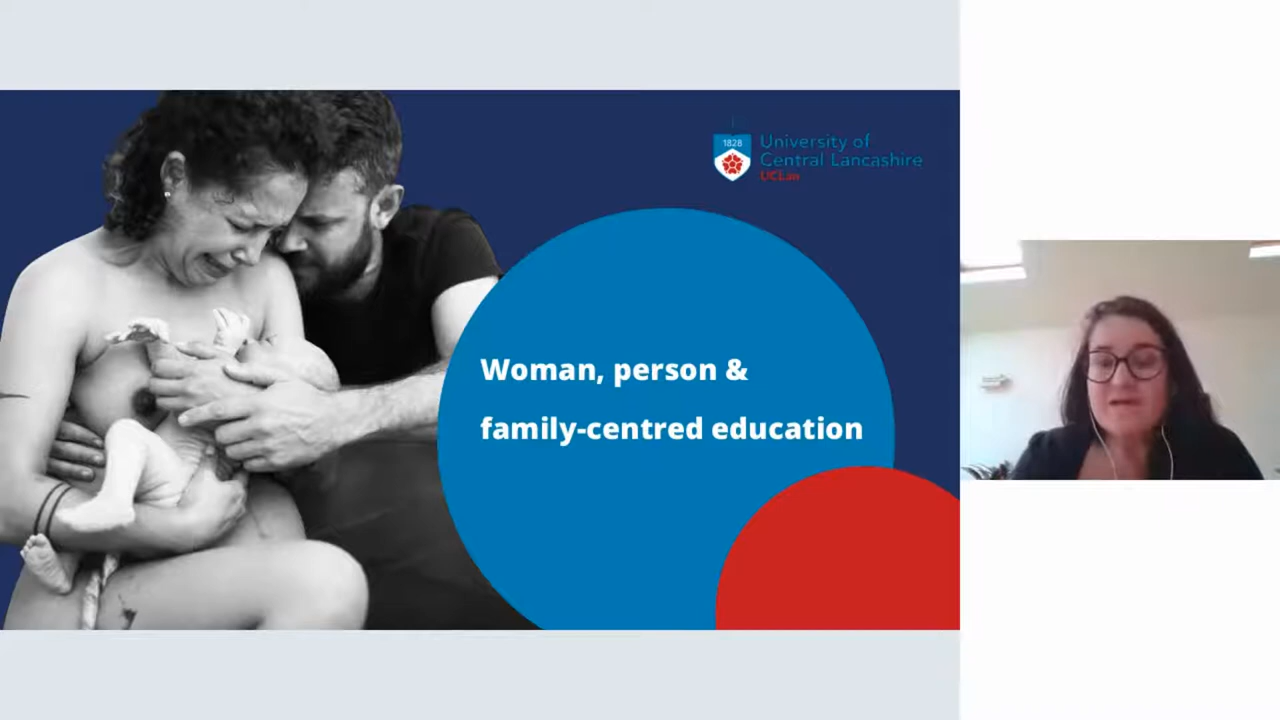 1828
University of
Central Lancashire
UCLan
Woman, person &
family-centred education